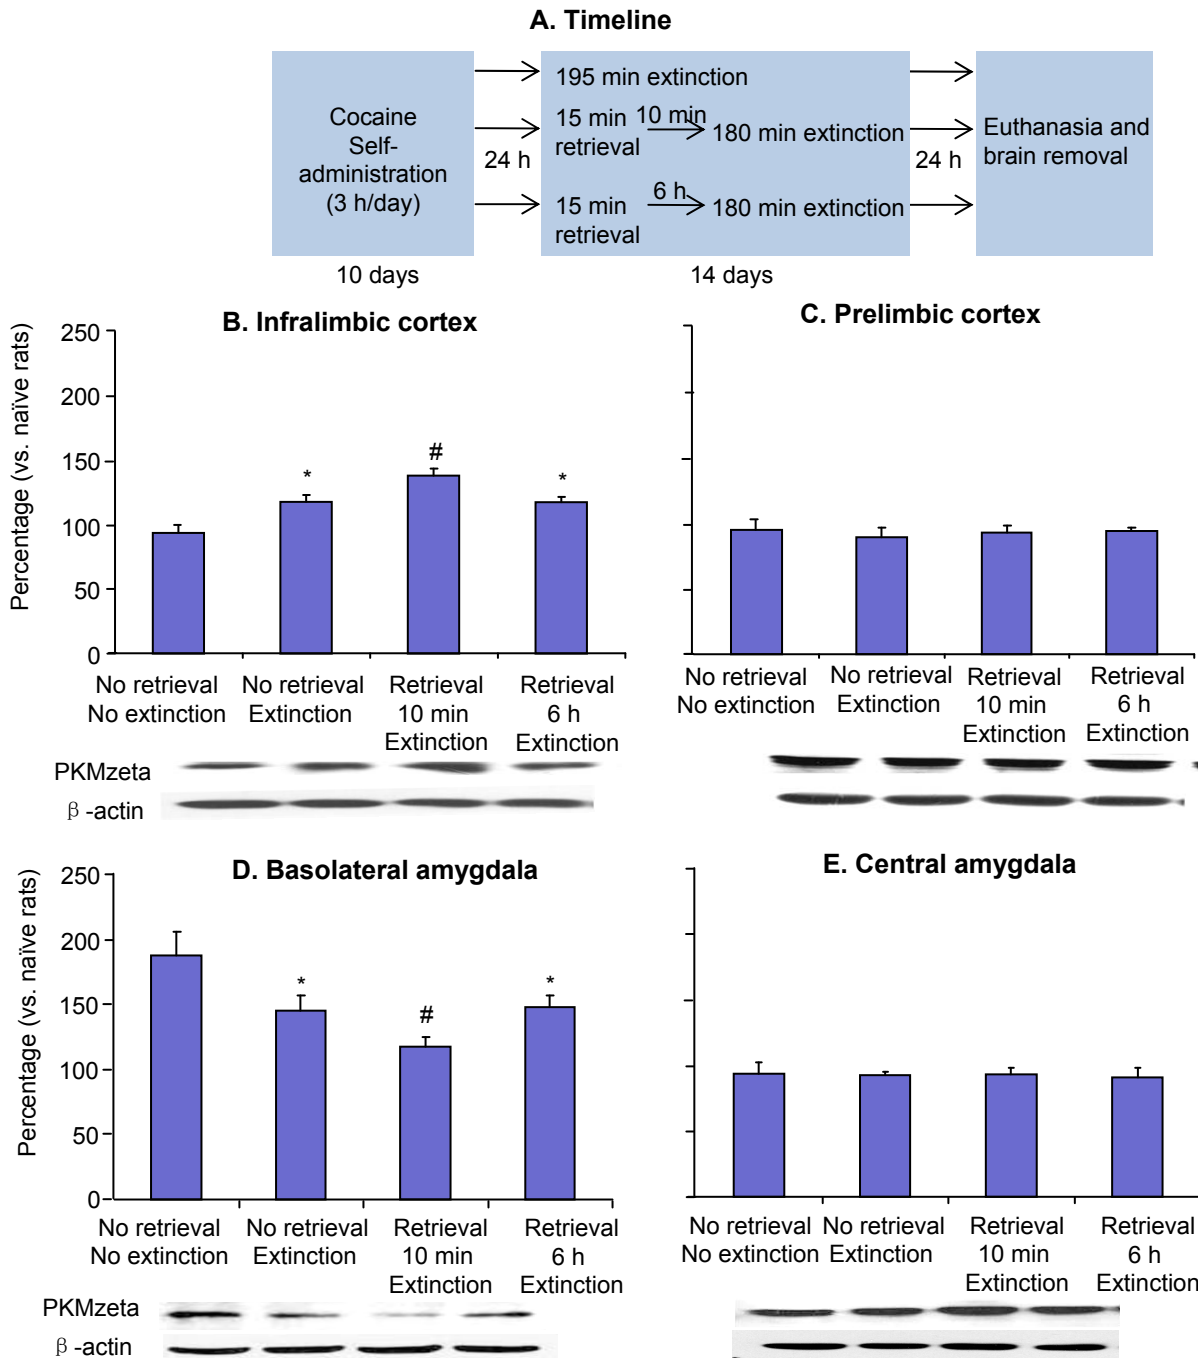 A. Timeline
Cocaine
Self-
administration
(3 h/day)
24 h
195 min extinction
15 min
retrieval
10 min
180 min extinction
15 min
retrieval
6 h
180 min extinction
24 h
Euthanasia and
brain removal
10 days
14 days
B. Infralimbic cortex
Percentage (vs. naïve rats)
250
200
150
100
50
0
*
#
*
No retrieval
No extinction
No retrieval
Extinction
Retrieval
10 min
Extinction
Retrieval
6 h
Extinction
PKMzeta
β-actin
C. Prelimbic cortex
No retrieval
No extinction
No retrieval
Extinction
Retrieval
10 min
Extinction
Retrieval
6 h
Extinction
D. Basolateral amygdala
Percentage (vs. naïve rats)
250
200
150
100
50
0
*
#
*
No retrieval
No extinction
No retrieval
Extinction
Retrieval
10 min
Extinction
Retrieval
6 h
Extinction
PKMzeta
β-actin
E. Central amygdala
No retrieval
No extinction
No retrieval
Extinction
Retrieval
10 min
Extinction
Retrieval
6 h
Extinction